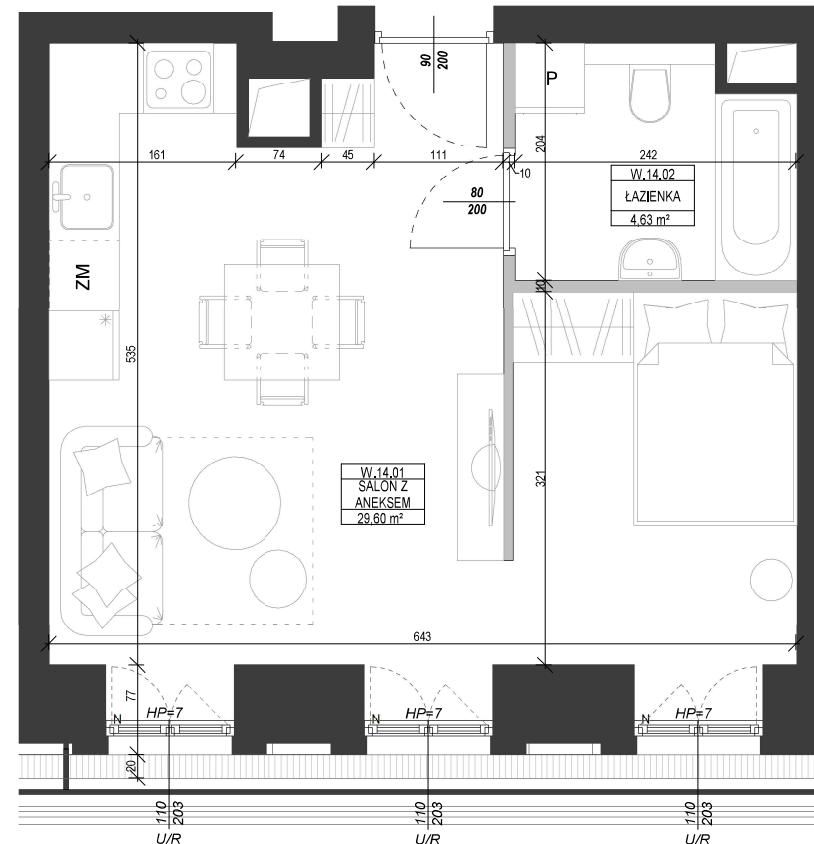 90
200
P
204
161
74
45
111
10
242
W.14.02
ŁAZIENKA
4,63 m²
80
200
ZM
10
535
321
W.14.01
SALON Z
ANEKSEM
29,60 m²
643
77
N
HP=7
N
HP=7
N
HP=7
20
110
203
U/R
110
203
U/R
110
203
U/R